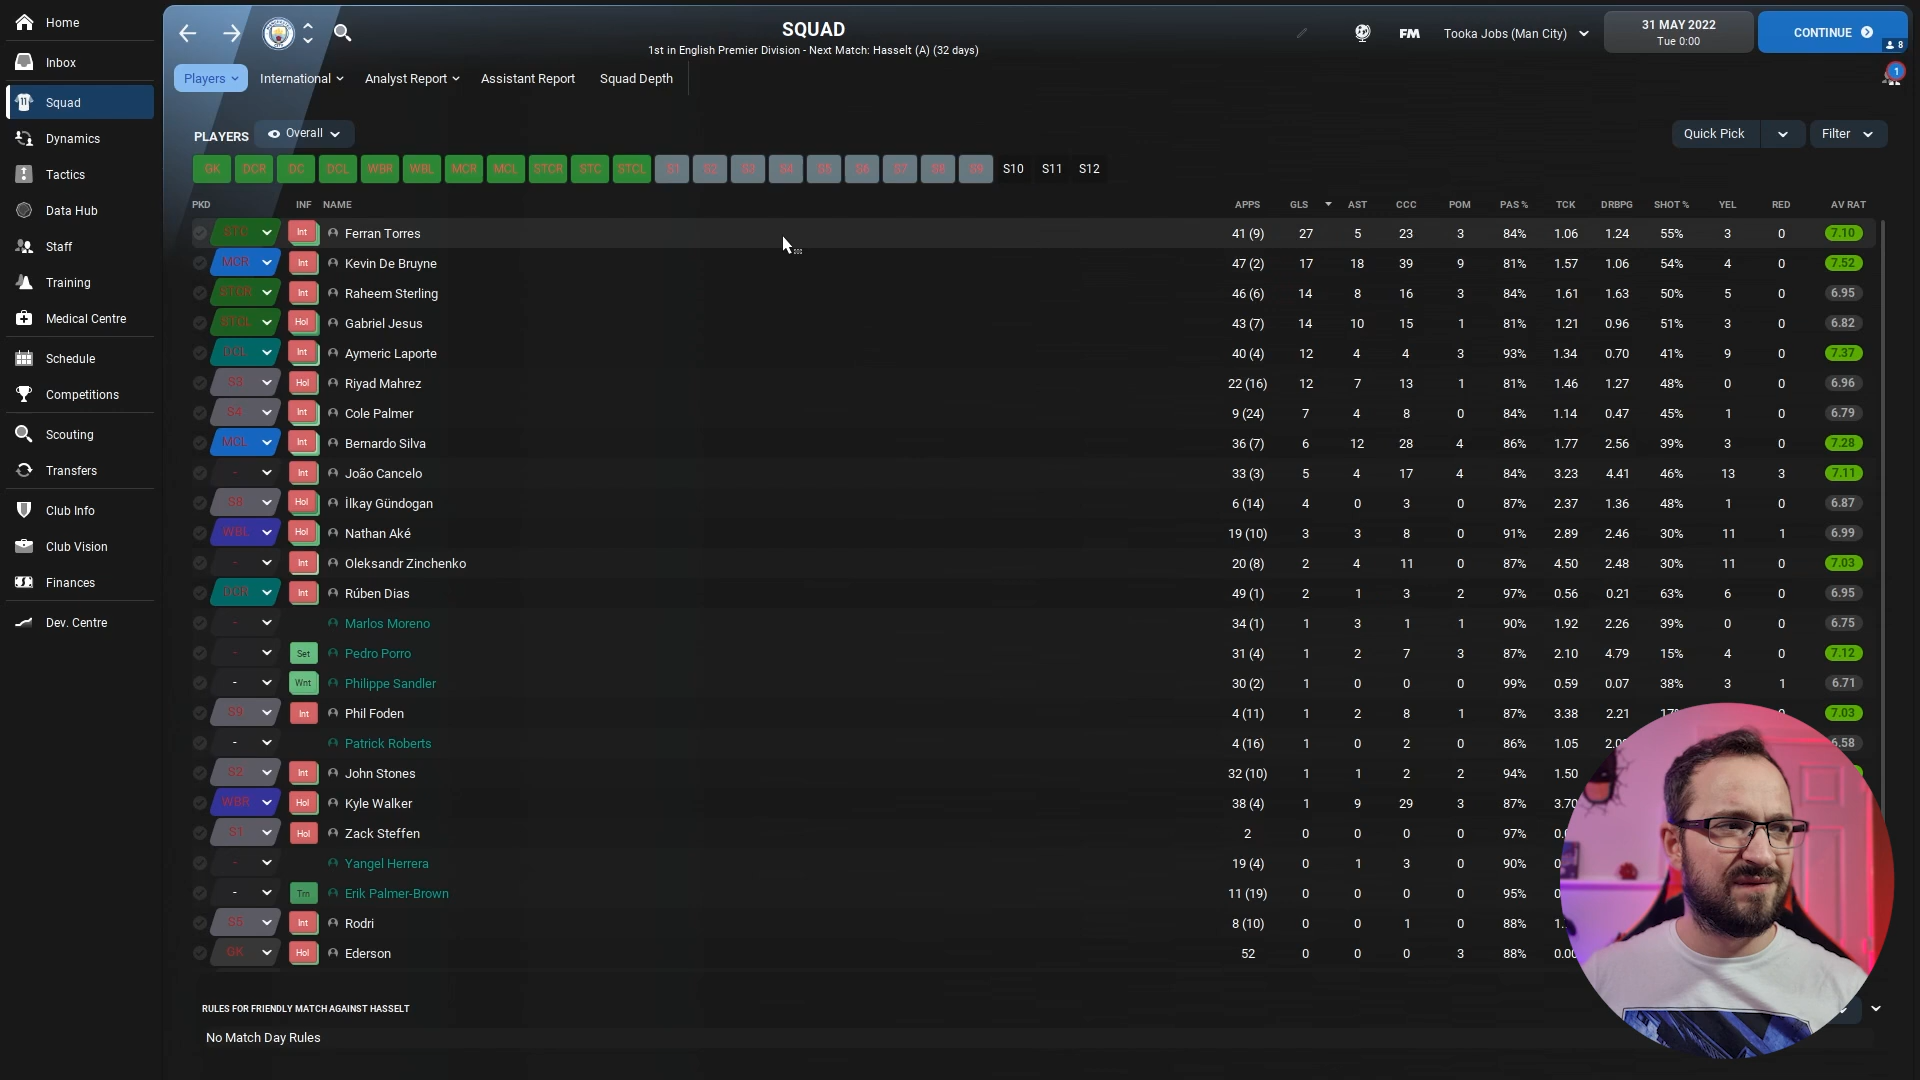 Home
Inbox
Squad
Dynamics
Tactics
Data Hub
Staff
Training
Medical Centre
Schedule
Competitions
Scouting
Transfers
Club Info
Club Vision
Finances
Dev. Centre
SQUAD
1st in English Premier Division - Next Match: Hasselt (A) (32 days)
FM
Tooka Jobs (Man City)
31 MAY 2022
Tue 0:00
CONTINUE
8
1
Players International Analyst Report Assistant Report Squad Depth
PLAYERS Overall Quick Pick Filter
GK DCR DC DCL WBR WBL MCR MCL STCR STC STCL S1 S2 S3 S4 S5 S6 S7 S8 S9 S10 S11 S12
PKD INF NAME APPS GLS AST CCC POM PAS % TCK DRBPG SHOT % YEL RED AV RAT
STC Int Ferran Torres 41 (9) 27 5 23 3 84% 1.06 1.24 55% 3 0 7.10
MCR Int Kevin De Bruyne 47 (2) 17 18 39 9 81% 1.57 1.06 54% 4 0 7.52
STCR Int Raheem Sterling 46 (6) 14 8 16 3 84% 1.61 1.63 50% 5 0 6.95
STCL Hol Gabriel Jesus 43 (7) 14 10 15 1 81% 1.21 0.96 51% 3 0 6.82
DCL Int Aymeric Laporte 40 (4) 12 4 4 3 93% 1.34 0.70 41% 9 0 7.37
S3 Hol Riyad Mahrez 22 (16) 12 7 13 1 81% 1.46 1.27 48% 0 0 6.96
S4 Int Cole Palmer 9 (24) 7 4 8 0 84% 1.14 0.47 45% 1 0 6.79
MCL Int Bernardo Silva 36 (7) 6 12 28 4 86% 1.77 2.56 39% 3 0 7.28
- Int João Cancelo 33 (3) 5 4 17 4 84% 3.23 4.41 46% 13 3 7.11
S8 Hol İlkay Gündogan 6 (14) 4 0 3 0 87% 2.37 1.36 48% 1 0 6.87
WBL Hol Nathan Aké 19 (10) 3 3 8 0 91% 2.89 2.46 30% 11 1 6.99
- Int Oleksandr Zinchenko 20 (8) 2 4 11 0 87% 4.50 2.48 30% 11 0 7.03
DCR Int Rúben Dias 49 (1) 2 1 3 2 97% 0.56 0.21 63% 6 0 6.95
- Marlos Moreno 34 (1) 1 3 1 1 90% 1.92 2.26 39% 0 0 6.75
- Set Pedro Porro 31 (4) 1 2 7 3 87% 2.10 4.79 15% 4 0 7.12
- Wnt Philippe Sandler 30 (2) 1 0 0 0 99% 0.59 0.07 38% 3 1 6.71
S9 Int Phil Foden 4 (11) 1 2 8 1 87% 3.38 2.21 7.03
- Patrick Roberts 4 (16) 1 0 2 0 86% 1.05 6.58
S2 Int John Stones 32 (10) 1 1 2 2 94% 1.50
WBR Hol Kyle Walker 38 (4) 1 9 29 3 87% 3.70
S1 Hol Zack Steffen 2 0 0 0 0 97%
- Yangel Herrera 19 (4) 0 1 3 0 90%
- Trn Erik Palmer-Brown 11 (19) 0 0 0 0 95%
S5 Int Rodri 8 (10) 0 0 1 0 88%
GK Hol Ederson 52 0 0 0 3 88% 0.00
RULES FOR FRIENDLY MATCH AGAINST HASSELT
No Match Day Rules